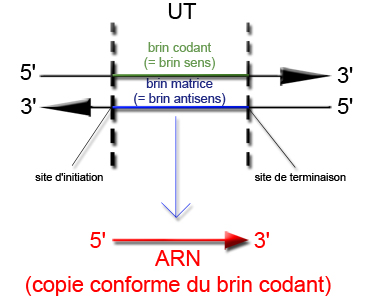 UT
brin codant
(= brin sens)
5' 3'
brin matrice
3' 5'
(= brin antisens)
site d'initiation site de terminaison
5' 3'
ARN
(copie conforme du brin codant)